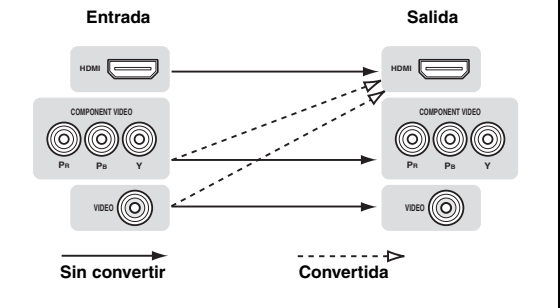 Entrada Salida
HDMI HDMI
COMPONENT VIDEO COMPONENT VIDEO
PR PB Y PR PB Y
VIDEO VIDEO
Sin convertir Convertida